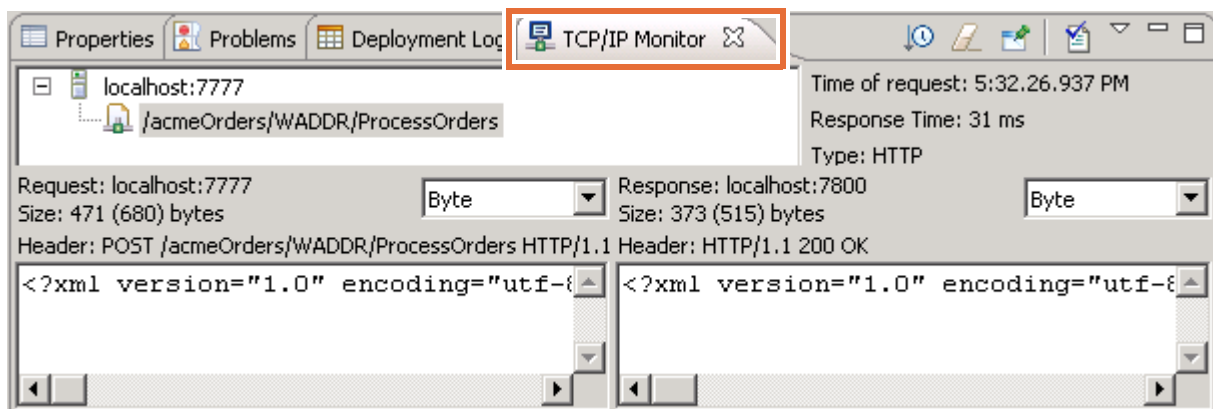 Properties Problems Deployment Log TCP/IP Monitor
localhost:7777
/acmeOrders/WADDR/ProcessOrders
Time of request: 5:32.26.937 PM
Response Time: 31 ms
Type: HTTP
Request: localhost:7777
Size: 471 (680) bytes
Byte
Header: POST /acmeOrders/WADDR/ProcessOrders HTTP/1.1
<?xml version="1.0" encoding="utf-8
Response: localhost:7800
Size: 373 (515) bytes
Byte
Header: HTTP/1.1 200 OK
<?xml version="1.0" encoding="utf-8